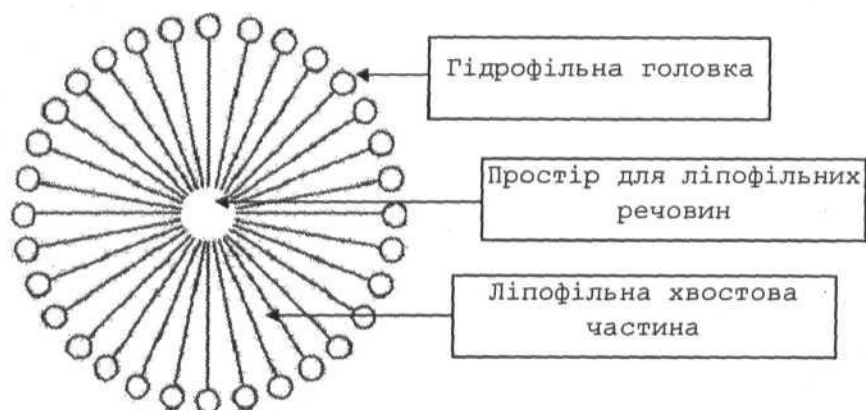 Гідрофільна головка
Простір для ліпофільних
речовин
Ліпофільна хвостова
частина